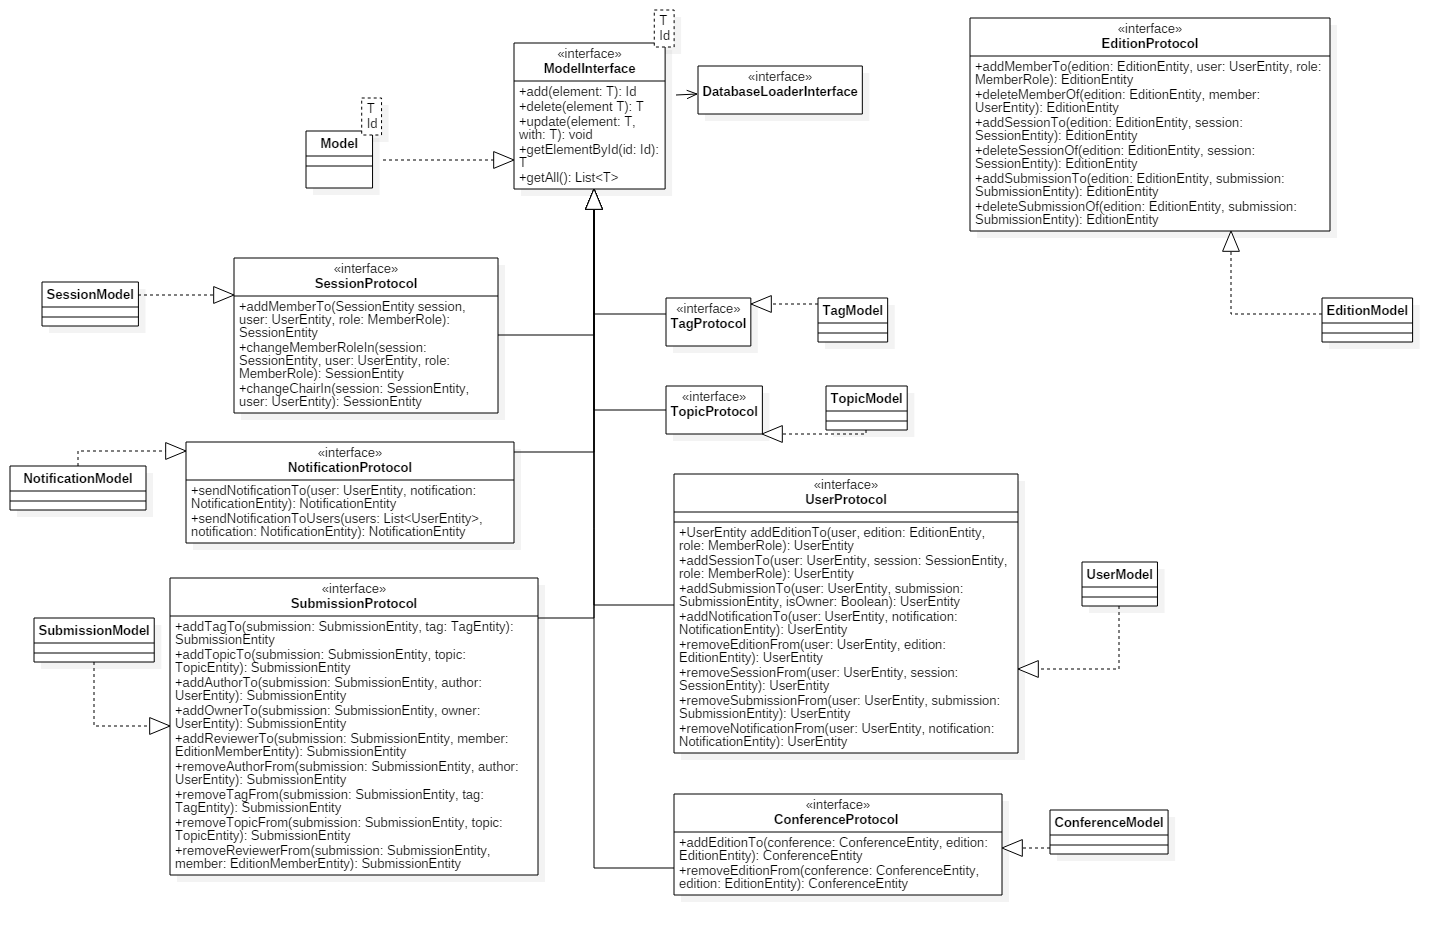 T
Id
«interface»
ModelInterface
+add(element: T): Id
+delete(element T): T
+update(element: T,
with: T): void
+getElementById(id: Id):
T
+getAll(): List<T>
«interface»
DatabaseLoaderInterface
«interface»
EditionProtocol
+addMemberTo(edition: EditionEntity, user: UserEntity, role:
MemberRole): EditionEntity
+deleteMemberOf(edition: EditionEntity, member:
UserEntity): EditionEntity
+addSessionTo(edition: EditionEntity, session:
SessionEntity): EditionEntity
+deleteSessionOf(edition: EditionEntity, session:
SessionEntity): EditionEntity
+addSubmissionTo(edition: EditionEntity, submission:
SubmissionEntity): EditionEntity
+deleteSubmissionOf(edition: EditionEntity, submission:
SubmissionEntity): EditionEntity
T
Id
Model
SessionModel
«interface»
SessionProtocol
+addMemberTo(SessionEntity session,
user: UserEntity, role: MemberRole):
SessionEntity
+changeMemberRoleIn(session:
SessionEntity, user: UserEntity, role:
MemberRole): SessionEntity
+changeChairIn(session: SessionEntity,
user: UserEntity): SessionEntity
«interface»
TagProtocol
TagModel
EditionModel
«interface»
TopicProtocol
TopicModel
NotificationModel
«interface»
NotificationProtocol
+sendNotificationTo(user: UserEntity, notification:
NotificationEntity): NotificationEntity
+sendNotificationToUsers(users: List<UserEntity>,
notification: NotificationEntity): NotificationEntity
«interface»
UserProtocol
+UserEntity addEditionTo(user, edition: EditionEntity,
role: MemberRole): UserEntity
+addSessionTo(user: UserEntity, session: SessionEntity,
role: MemberRole): UserEntity
+addSubmissionTo(user: UserEntity, submission:
SubmissionEntity, isOwner: Boolean): UserEntity
+addNotificationTo(user: UserEntity, notification:
NotificationEntity): UserEntity
+removeEditionFrom(user: UserEntity, edition:
EditionEntity): UserEntity
+removeSessionFrom(user: UserEntity, session:
SessionEntity): UserEntity
+removeSubmissionFrom(user: UserEntity, submission:
SubmissionEntity): UserEntity
+removeNotificationFrom(user: UserEntity, notification:
NotificationEntity): UserEntity
UserModel
SubmissionModel
«interface»
SubmissionProtocol
+addTagTo(submission: SubmissionEntity, tag: TagEntity):
SubmissionEntity
+addTopicTo(submission: SubmissionEntity, topic:
TopicEntity): SubmissionEntity
+addAuthorTo(submission: SubmissionEntity, author:
UserEntity): SubmissionEntity
+addOwnerTo(submission: SubmissionEntity, owner:
UserEntity): SubmissionEntity
+addReviewerTo(submission: SubmissionEntity, member:
EditionMemberEntity): SubmissionEntity
+removeAuthorFrom(submission: SubmissionEntity, author:
UserEntity): SubmissionEntity
+removeTagFrom(submission: SubmissionEntity, tag:
TagEntity): SubmissionEntity
+removeTopicFrom(submission: SubmissionEntity, topic:
TopicEntity): SubmissionEntity
+removeReviewerFrom(submission: SubmissionEntity,
member: EditionMemberEntity): SubmissionEntity
«interface»
ConferenceProtocol
+addEditionTo(conference: ConferenceEntity, edition:
EditionEntity): ConferenceEntity
+removeEditionFrom(conference: ConferenceEntity,
edition: EditionEntity): ConferenceEntity
ConferenceModel